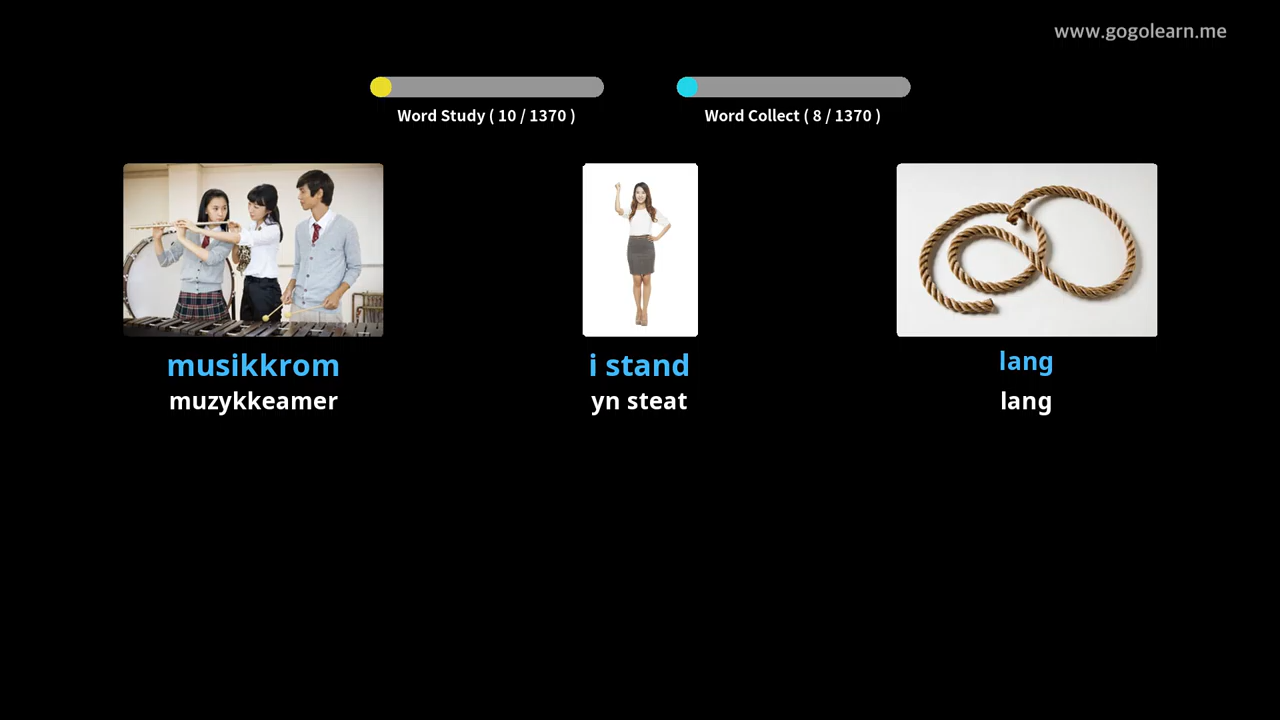 www.gogolearn.me
Word Study ( 10 / 1370 )
Word Collect ( 8 / 1370 )
musikkrom
muzykkeamer
i stand
yn steat
lang
lang